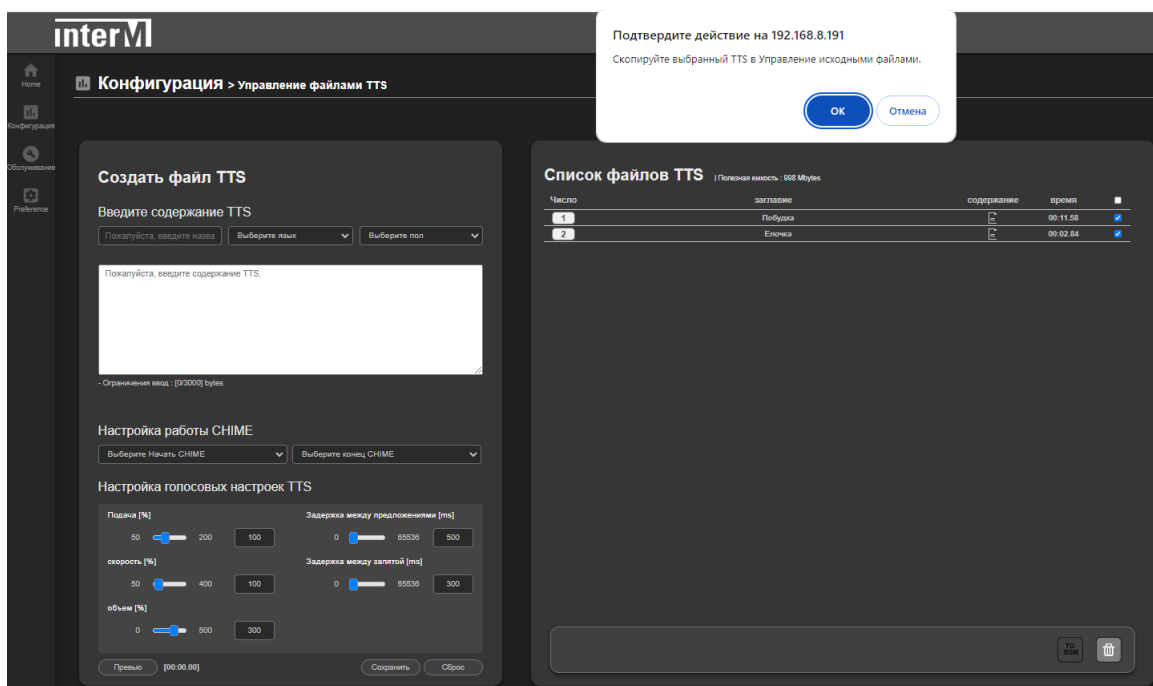 interM
Подтвердите действие на 192.168.8.191
Скопируйте выбранный TTS в Управление исходными файлами.
ОК
Отмена
Home
Конфигурация
Обслуживание
Preference
Конфигурация > Управление файлами TTS
Создать файл TTS
Введите содержание TTS
Пожалуйста, введите назва
Выберите язык
Выберите пол
Пожалуйста, введите содержание TTS.
- Ограничения ввод : [0/3000] bytes
Настройка работы CHIME
Выберите Начать CHIME
Выберите конец CHIME
Настройка голосовых настроек TTS
Подача [%]
Задержка между предложениями [ms]
50 200 100
0 65536 500
скорость [%]
Задержка между запятой [ms]
50 400 100
0 65536 300
объем [%]
0 500 300
Превью
[00:00.00]
Сохранить
Сброс
Список файлов TTS | Полезная емкость : 998 Mbytes
Число заглавие содержание время
1 Побудка 00:11.58
2 Елочка 00:02.84
TO
BGM